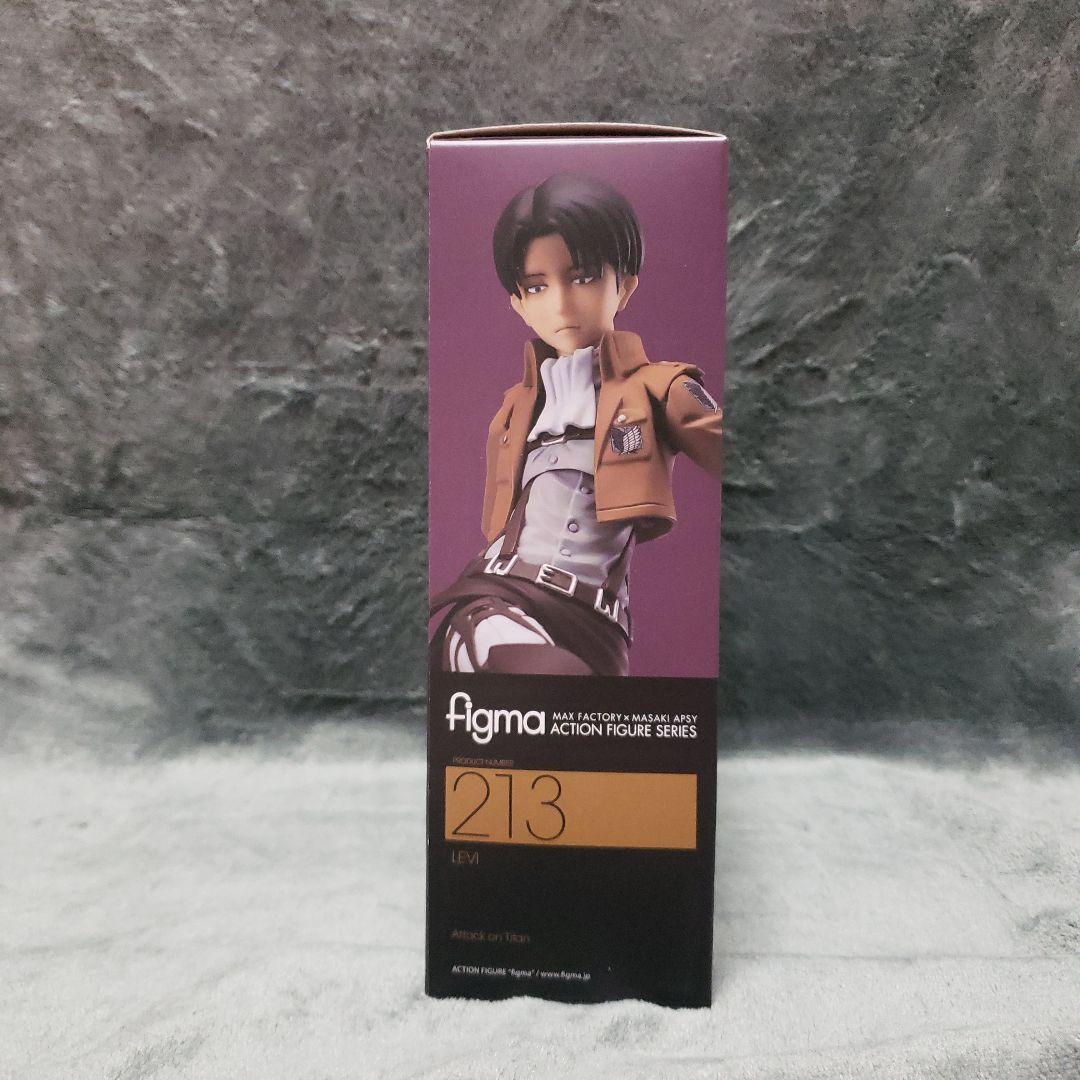 figma
MAX FACTORY × MASAKI APSY
ACTION FIGURE SERIES
PRODUCT NUMBER
213
LEVI
Attack on Titan
ACTION FIGURE "figma" / www.figma.jp